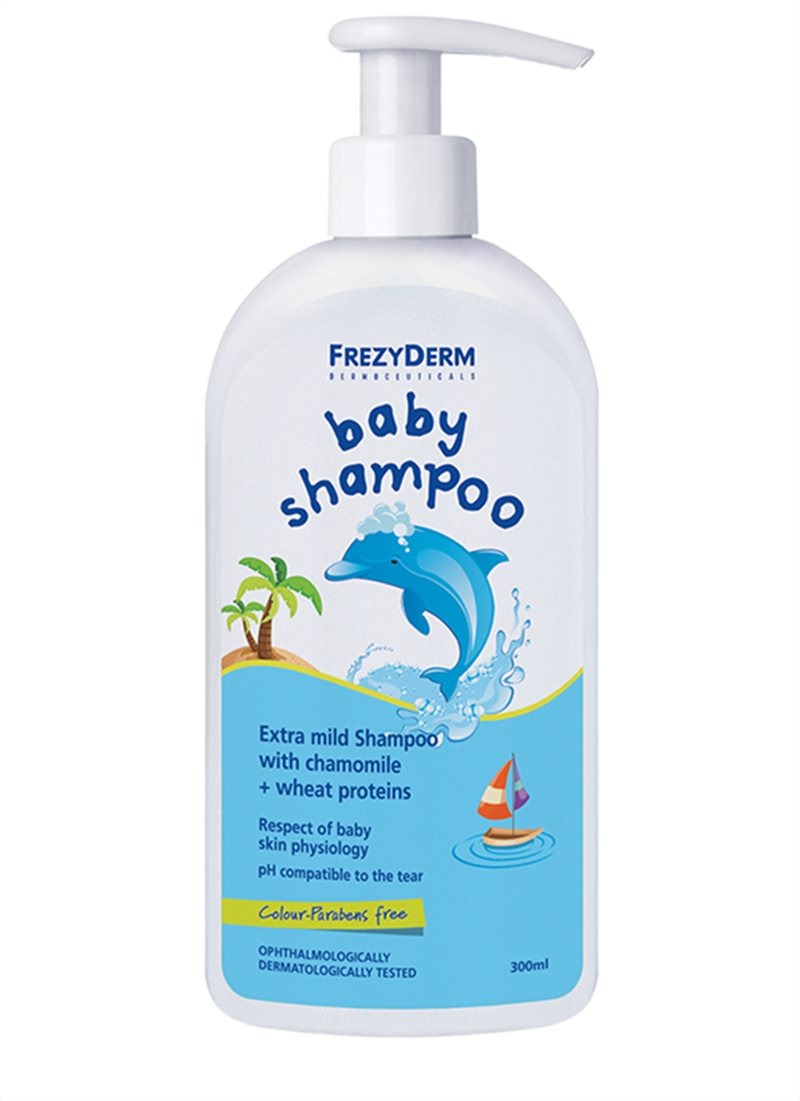 FREZYDERM
DERMOCEUTICALS
baby
shampoo
Extra mild Shampoo
with chamomile
+ wheat proteins
Respect of baby
skin physiology
pH compatible to the tear
Colour-Parabens free
OPHTHALMOLOGICALLY
DERMATOLOGICALLY TESTED
300ml